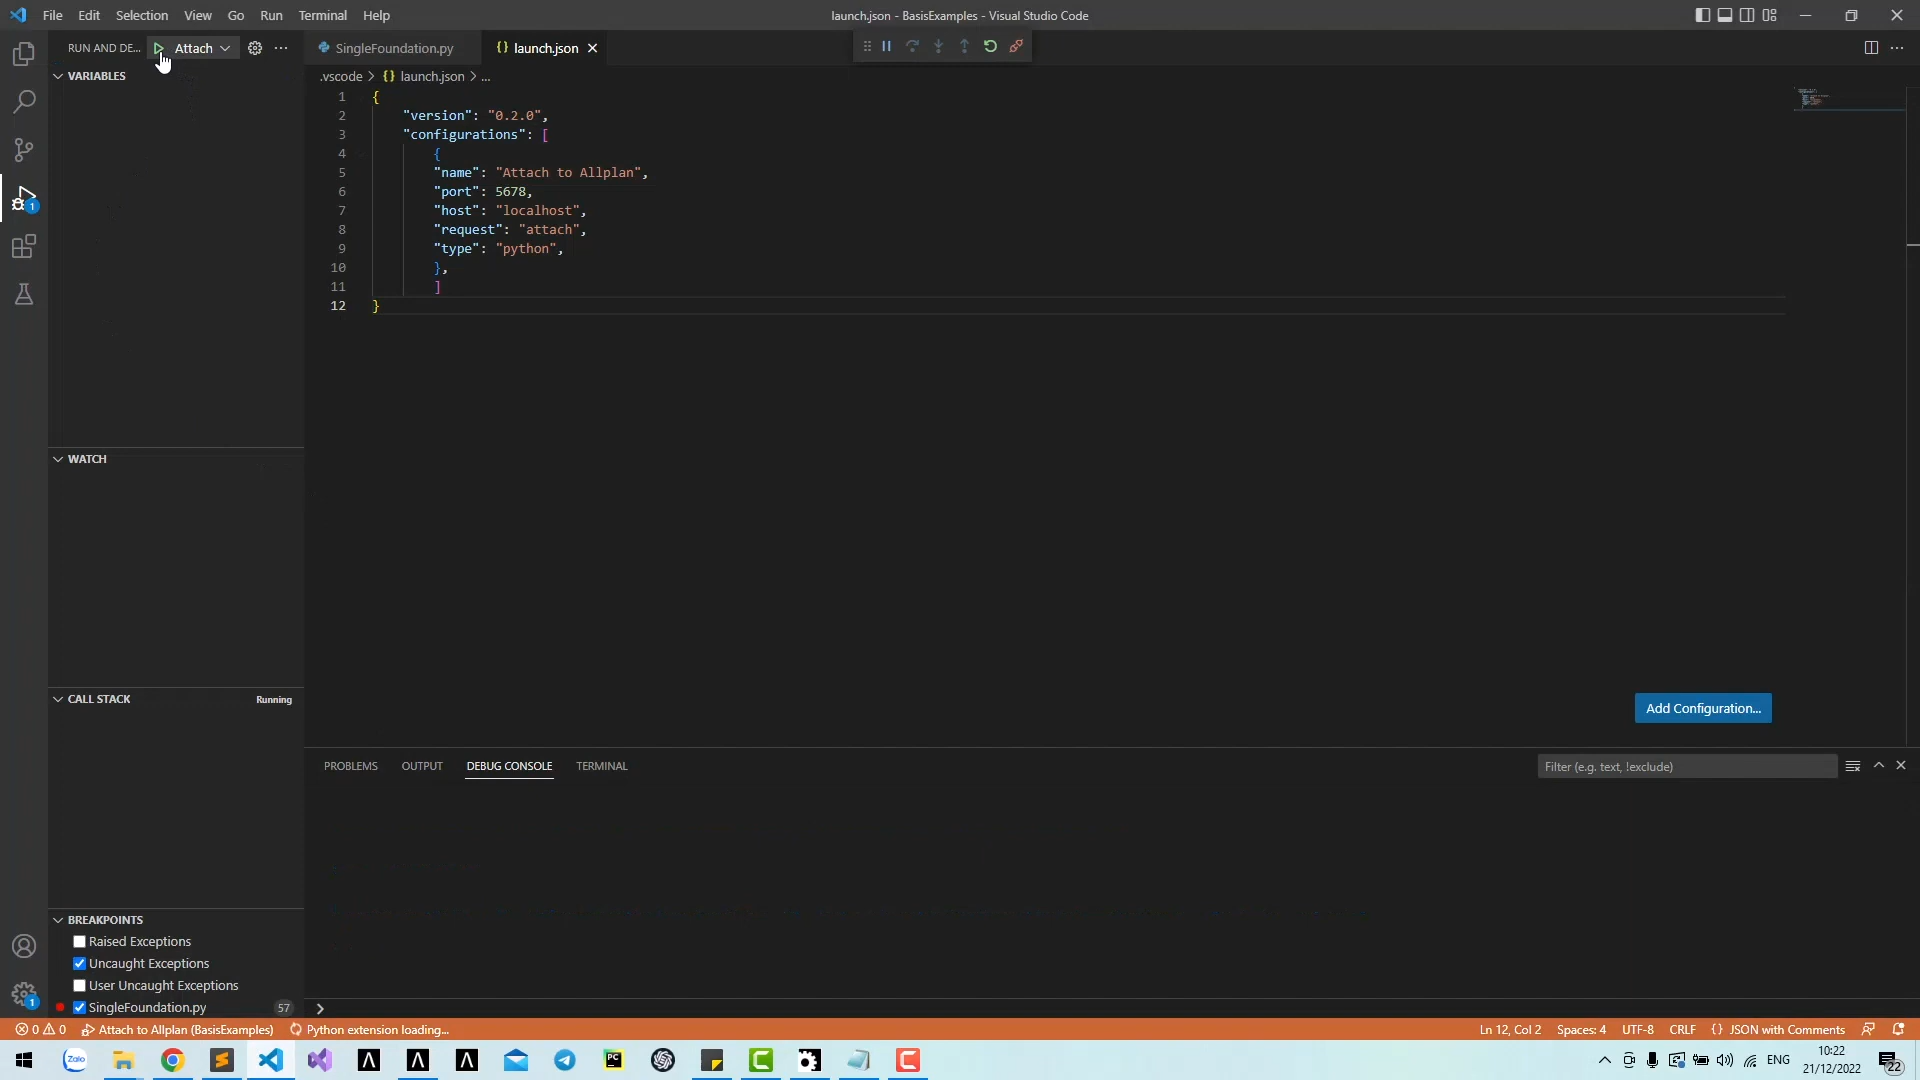 File Edit Selection View Go Run Terminal Help
launch.json - BasisExamples - Visual Studio Code
RUN AND DE... Attach
SingleFoundation.py
launch.json
VARIABLES
.vscode > {} launch.json > ...
1 {
2 "version": "0.2.0",
3 "configurations": [
4 {
5 "name": "Attach to Allplan",
6 "port": 5678,
7 "host": "localhost",
8 "request": "attach",
9 "type": "python",
10 },
11 ]
12 }
1
WATCH
CALL STACK Running
Add Configuration...
PROBLEMS OUTPUT DEBUG CONSOLE TERMINAL
Filter (e.g. text, !exclude)
BREAKPOINTS
Raised Exceptions
Uncaught Exceptions
User Uncaught Exceptions
SingleFoundation.py 57
1
0 0 Attach to Allplan (BasisExamples) Python extension loading...
Ln 12, Col 2 Spaces: 4 UTF-8 CRLF {} JSON with Comments
Zalo
PC
ENG
10:22
21/12/2022
22